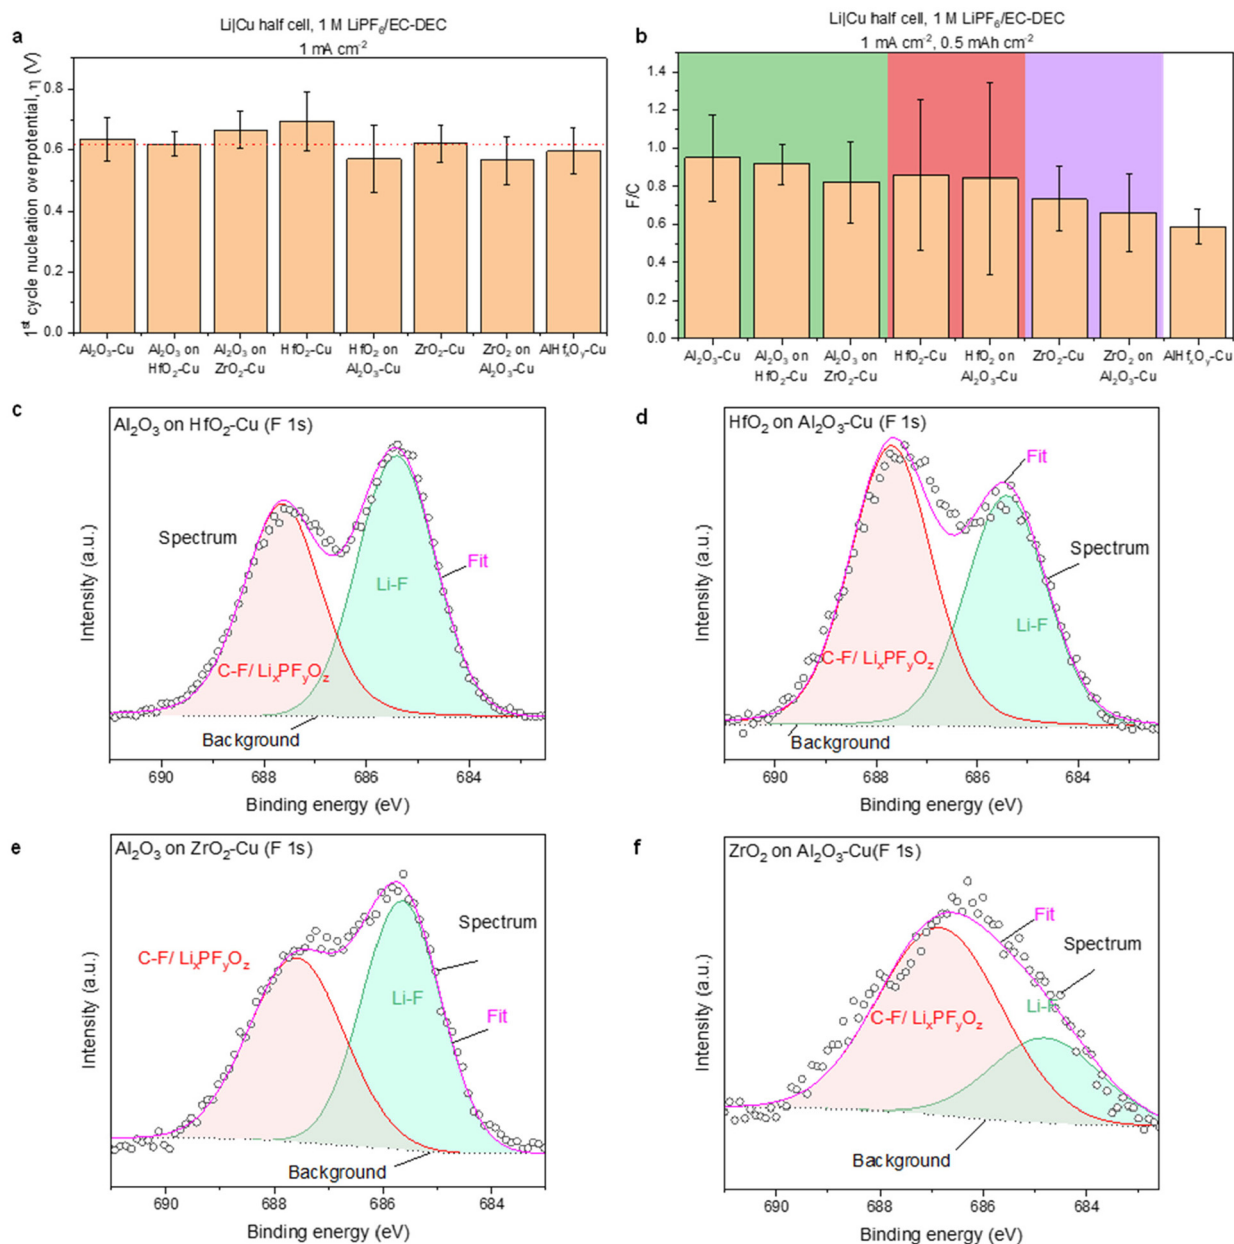 a
Li|Cu half cell, 1 M LiPF₆/EC-DEC
1 mA cm⁻²
1ˢᵗ cycle nucleation overpotential, η (V)
0.8
0.6
0.4
0.2
0.0
Al₂O₃-Cu
Al₂O₃ on
HfO₂-Cu
Al₂O₃ on
ZrO₂-Cu
HfO₂-Cu
HfO₂ on
Al₂O₃-Cu
ZrO₂-Cu
ZrO₂ on
Al₂O₃-Cu
AlHfₓOᵧ-Cu
b
Li|Cu half cell, 1 M LiPF₆/EC-DEC
1 mA cm⁻², 0.5 mAh cm⁻²
F/C
1.4
1.2
1.0
0.8
0.6
0.4
0.2
0.0
Al₂O₃-Cu
Al₂O₃ on
HfO₂-Cu
Al₂O₃ on
ZrO₂-Cu
HfO₂-Cu
HfO₂ on
Al₂O₃-Cu
ZrO₂-Cu
ZrO₂ on
Al₂O₃-Cu
AlHfₓOᵧ-Cu
c
Al₂O₃ on HfO₂-Cu (F 1s)
Intensity (a.u.)
Spectrum
Fit
Li-F
C-F/ LiₓPFᵧO_z
Background
690 688 686 684
Binding energy (eV)
d
HfO₂ on Al₂O₃-Cu (F 1s)
Intensity (a.u.)
Fit
Spectrum
Li-F
C-F/ LiₓPFᵧO_z
Background
690 688 686 684
Binding energy (eV)
e
Al₂O₃ on ZrO₂-Cu (F 1s)
Intensity (a.u.)
Spectrum
C-F/ LiₓPFᵧO_z
Li-F
Fit
Background
690 688 686 684
Binding energy (eV)
f
ZrO₂ on Al₂O₃-Cu(F 1s)
Intensity (a.u.)
Fit
Spectrum
Li-F
C-F/ LiₓPFᵧO_z
Background
690 688 686 684
Binding energy (eV)